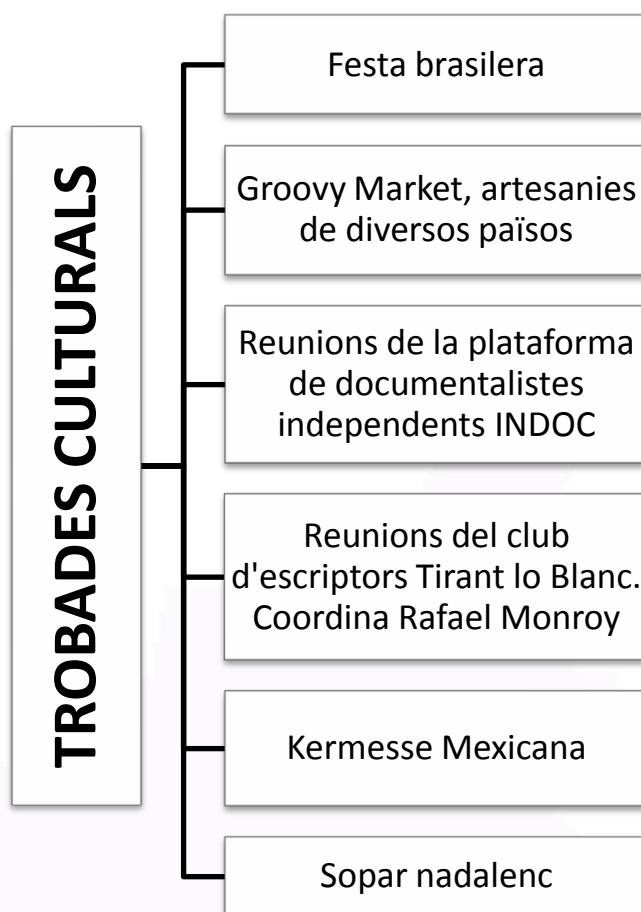 TROBADES CULTURALS
Festa brasilera
Groovy Market, artesanies
de diversos països
Reunions de la plataforma
de documentalistes
independents INDOC
Reunions del club
d'escriptors Tirant lo Blanc.
Coordina Rafael Monroy
Kermesse Mexicana
Sopar nadalenc